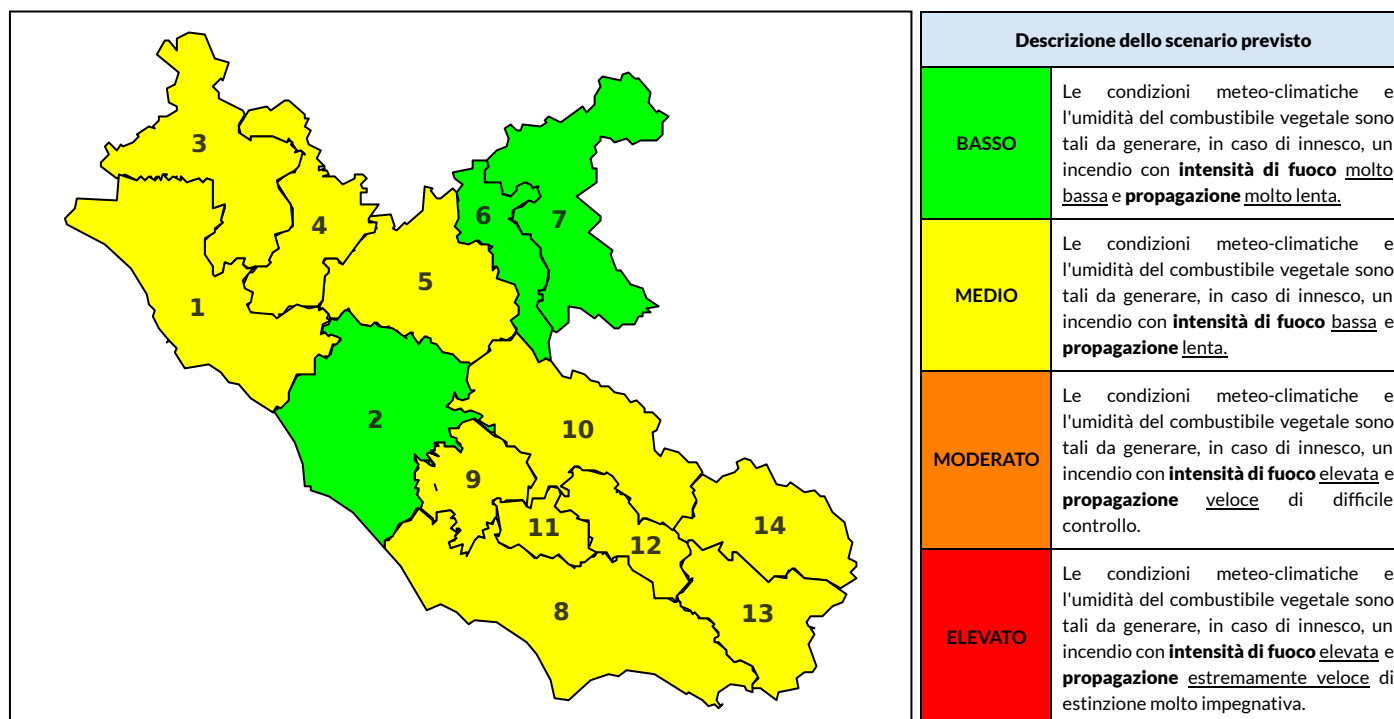 3
4
6
7
5
1
2
10
9
11
12
14
8
13
Descrizione dello scenario previsto
BASSO
Le condizioni meteo-climatiche e
l'umidità del combustibile vegetale sono
tali da generare, in caso di innesco, un
incendio con intensità di fuoco molto
bassa e propagazione molto lenta.
MEDIO
Le condizioni meteo-climatiche e
l'umidità del combustibile vegetale sono
tali da generare, in caso di innesco, un
incendio con intensità di fuoco bassa e
propagazione lenta.
MODERATO
Le condizioni meteo-climatiche e
l'umidità del combustibile vegetale sono
tali da generare, in caso di innesco, un
incendio con intensità di fuoco elevata e
propagazione veloce di difficile
controllo.
ELEVATO
Le condizioni meteo-climatiche e
l'umidità del combustibile vegetale sono
tali da generare, in caso di innesco, un
incendio con intensità di fuoco elevata e
propagazione estremamente veloce di
estinzione molto impegnativa.